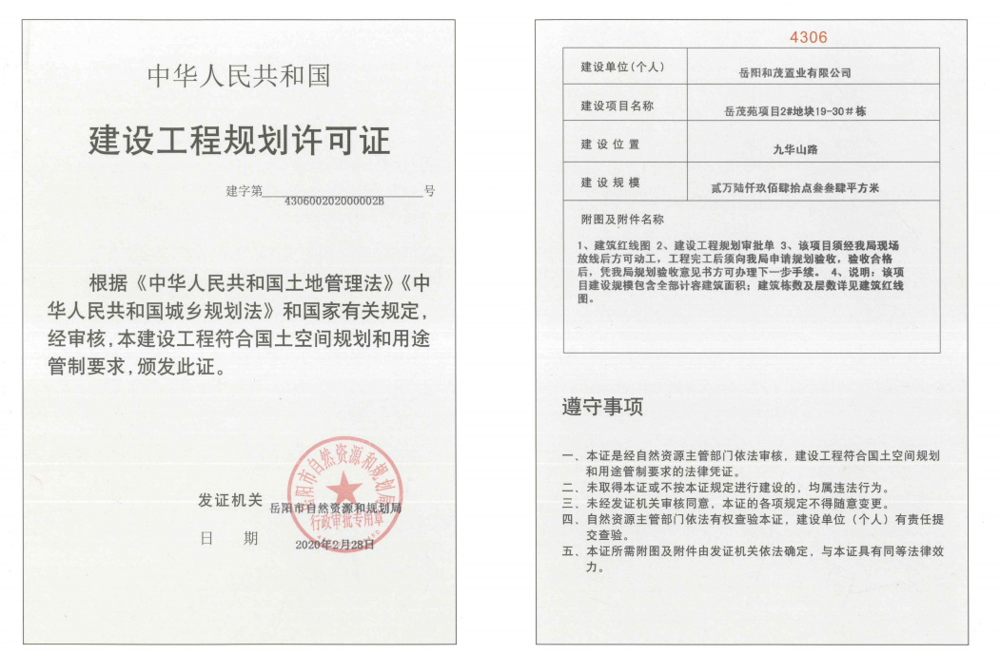 中华人民共和国
建设工程规划许可证
建字第430600202000002B号
根据《中华人民共和国土地管理法》《中
华人民共和国城乡规划法》和国家有关规定,
经审核,本建设工程符合国土空间规划和用途
管制要求,颁发此证。
岳阳市自然资源和规划局
行政审批专用章
发证机关 岳阳市自然资源和规划局
日 期 2020年2月28日
4306
建设单位(个人) 岳阳和茂置业有限公司
建设项目名称 岳茂苑项目2#地块19-30#栋
建设位置 九华山路
建设规模 贰万陆仟玖佰肆拾点叁叁肆平方米
附图及附件名称
1、建筑红线图 2、建设工程规划审批单 3、该项目须经我局现场
放线后方可动工，工程完工后须向我局申请规划验收，验收合格
后，凭我局规划验收意见书方可办理下一步手续。 4、说明：该项
目建设规模包含全部计容建筑面积；建筑栋数及层数详见建筑红线
图。
遵守事项
一、本证是经自然资源主管部门依法审核，建设工程符合国土空间规划
和用途管制要求的法律凭证。
二、未取得本证或不按本证规定进行建设的，均属违法行为。
三、未经发证机关审核同意，本证的各项规定不得随意变更。
四、自然资源主管部门依法有权查验本证，建设单位（个人）有责任提
交查验。
五、本证所需附图及附件由发证机关依法确定，与本证具有同等法律效
力。